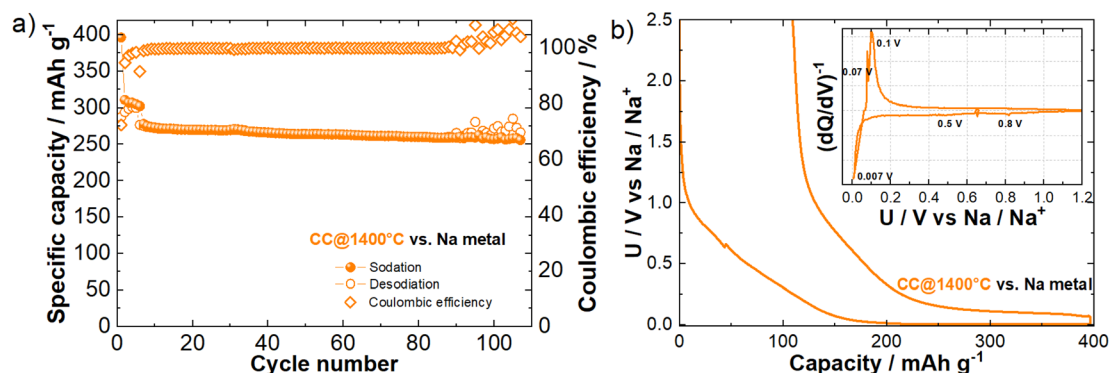 a)
Specific capacity / mAh g⁻¹
400
350
300
250
200
150
100
50
0
CC@1400°C vs. Na metal
Sodation
Desodiation
Coulombic efficiency
100
80
60
40
20
0
Coulombic efficiency / %
0 20 40 60 80 100
Cycle number
b)
U / V vs Na / Na⁺
2.5
2.0
1.5
1.0
0.5
0.0
(dQ/dV)⁻¹
0.1 V
0.07 V
0.5 V
0.8 V
0.007 V
0.0 0.2 0.4 0.6 0.8 1.0 1.2
U / V vs Na / Na⁺
CC@1400°C vs. Na metal
0 100 200 300 400
Capacity / mAh g⁻¹